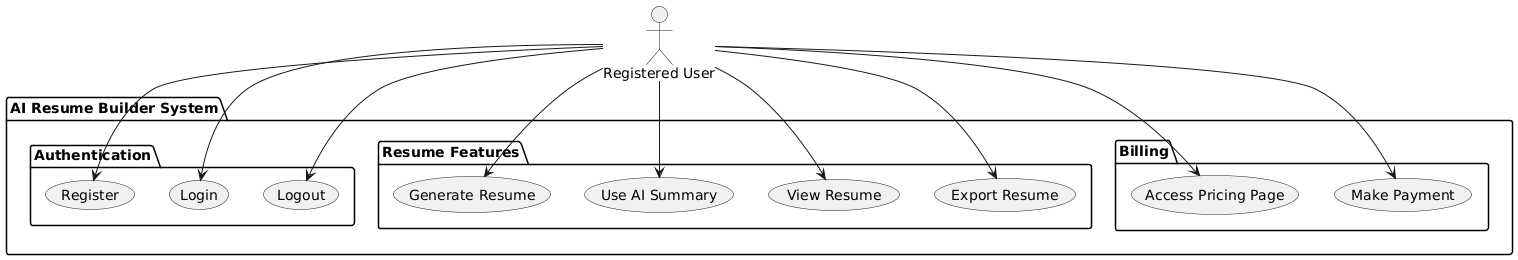 Registered User
AI Resume Builder System
Authentication
Resume Features
Billing
Register
Login
Logout
Generate Resume
Use AI Summary
View Resume
Export Resume
Access Pricing Page
Make Payment